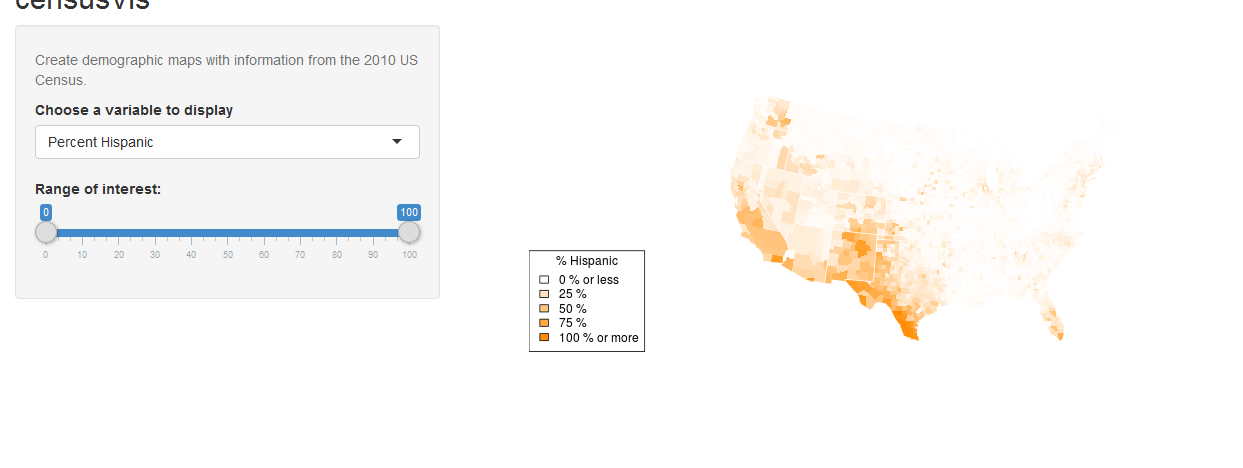 censusVis
Create demographic maps with information from the 2010 US
Census.
Choose a variable to display
Percent Hispanic
Range of interest:
0 100
0 10 20 30 40 50 60 70 80 90 100
% Hispanic
0 % or less
25 %
50 %
75 %
100 % or more